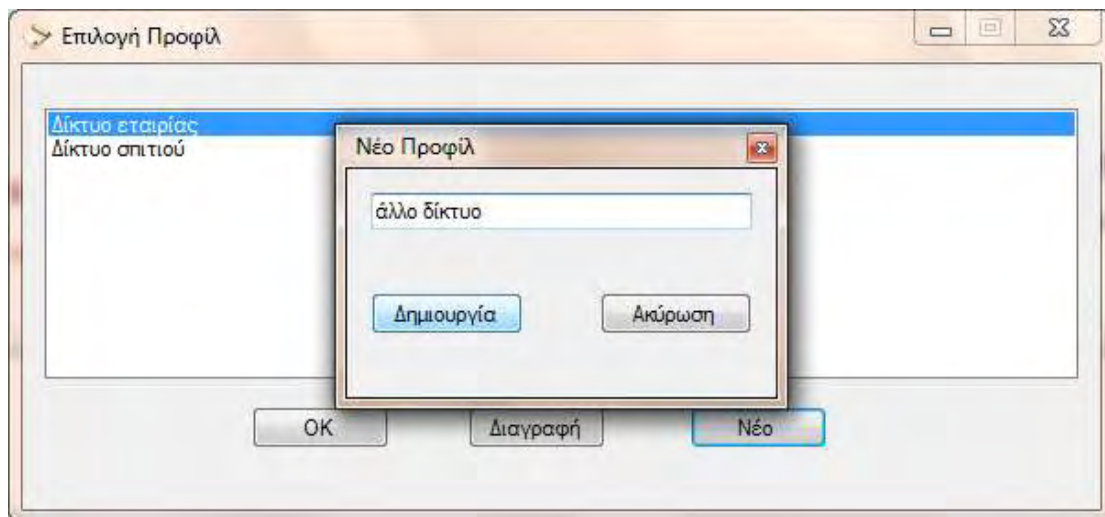 Επιλογή Προφίλ
Δίκτυο εταιρίας
Δίκτυο σπιτιού
Νέο Προφίλ
άλλο δίκτυο
Δημιουργία
Ακύρωση
OK
Διαγραφή
Νέο